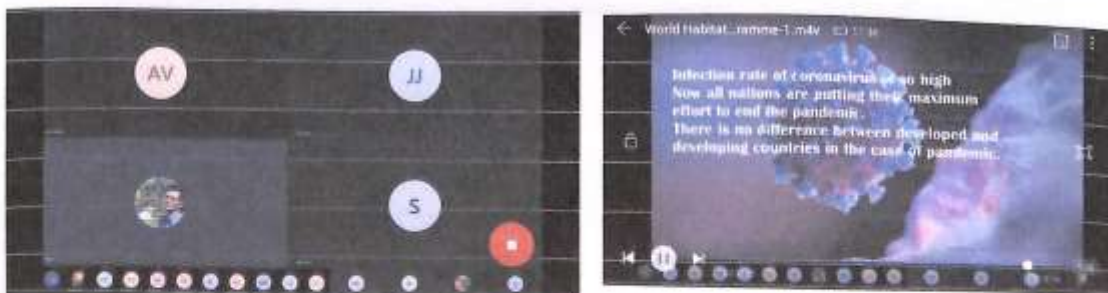 AV
JJ
S
World Habitat...ramme-1.m4v
Infection rate of coronavirus is so high
Now all nations are putting their maximum
effort to end the pandemic.
There is no difference between developed and
developing countries in the case of pandemic.